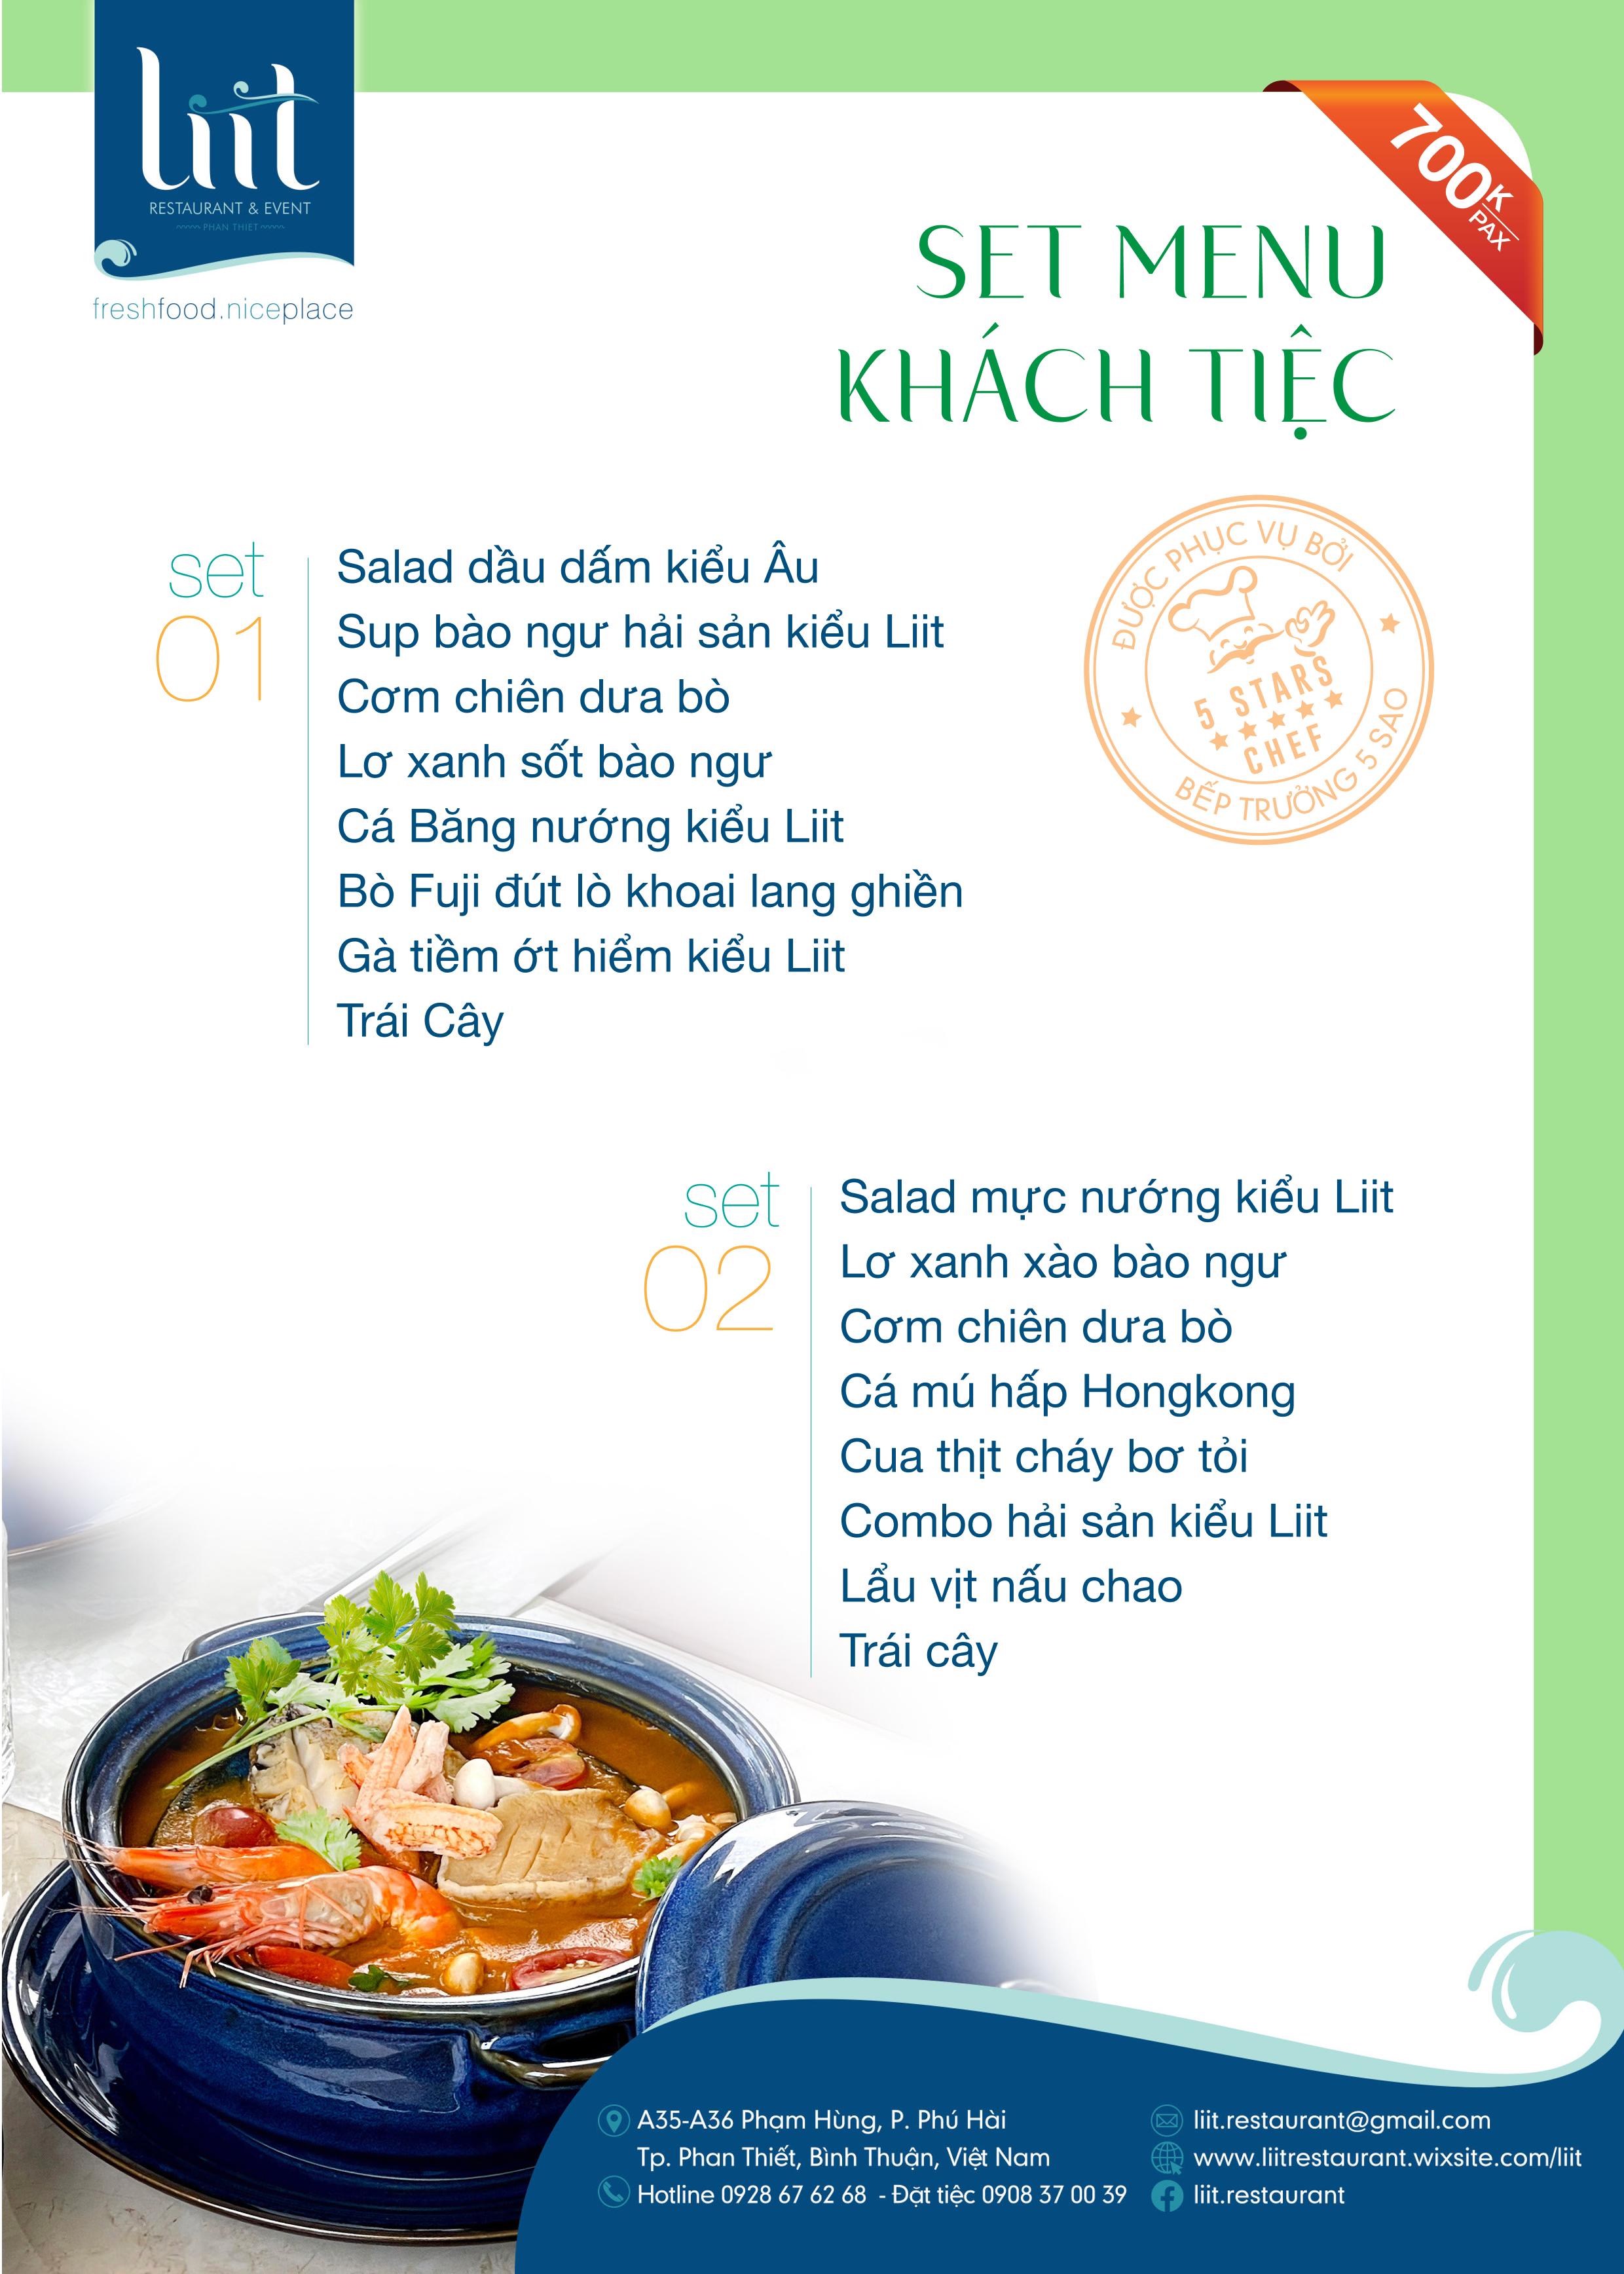 liit
RESTAURANT & EVENT
PHAN THIET
freshfood.niceplace
700K
PAX
SET MENU
KHÁCH TIỆC
ĐƯỢC PHỤC VỤ BỞI
5 STARS
CHEF
BẾP TRƯỞNG 5 SAO
set
01
Salad dầu dấm kiểu Âu
Sup bào ngư hải sản kiểu Liit
Cơm chiên dưa bò
Lơ xanh sốt bào ngư
Cá Băng nướng kiểu Liit
Bò Fuji đút lò khoai lang ghiền
Gà tiềm ớt hiểm kiểu Liit
Trái Cây
set
02
Salad mực nướng kiểu Liit
Lơ xanh xào bào ngư
Cơm chiên dưa bò
Cá mú hấp Hongkong
Cua thịt cháy bơ tỏi
Combo hải sản kiểu Liit
Lẩu vịt nấu chao
Trái cây
A35-A36 Phạm Hùng, P. Phú Hài
Tp. Phan Thiết, Bình Thuận, Việt Nam
Hotline 0928 67 62 68 - Đặt tiệc 0908 37 00 39
liit.restaurant@gmail.com
www.liitrestaurant.wixsite.com/liit
liit.restaurant